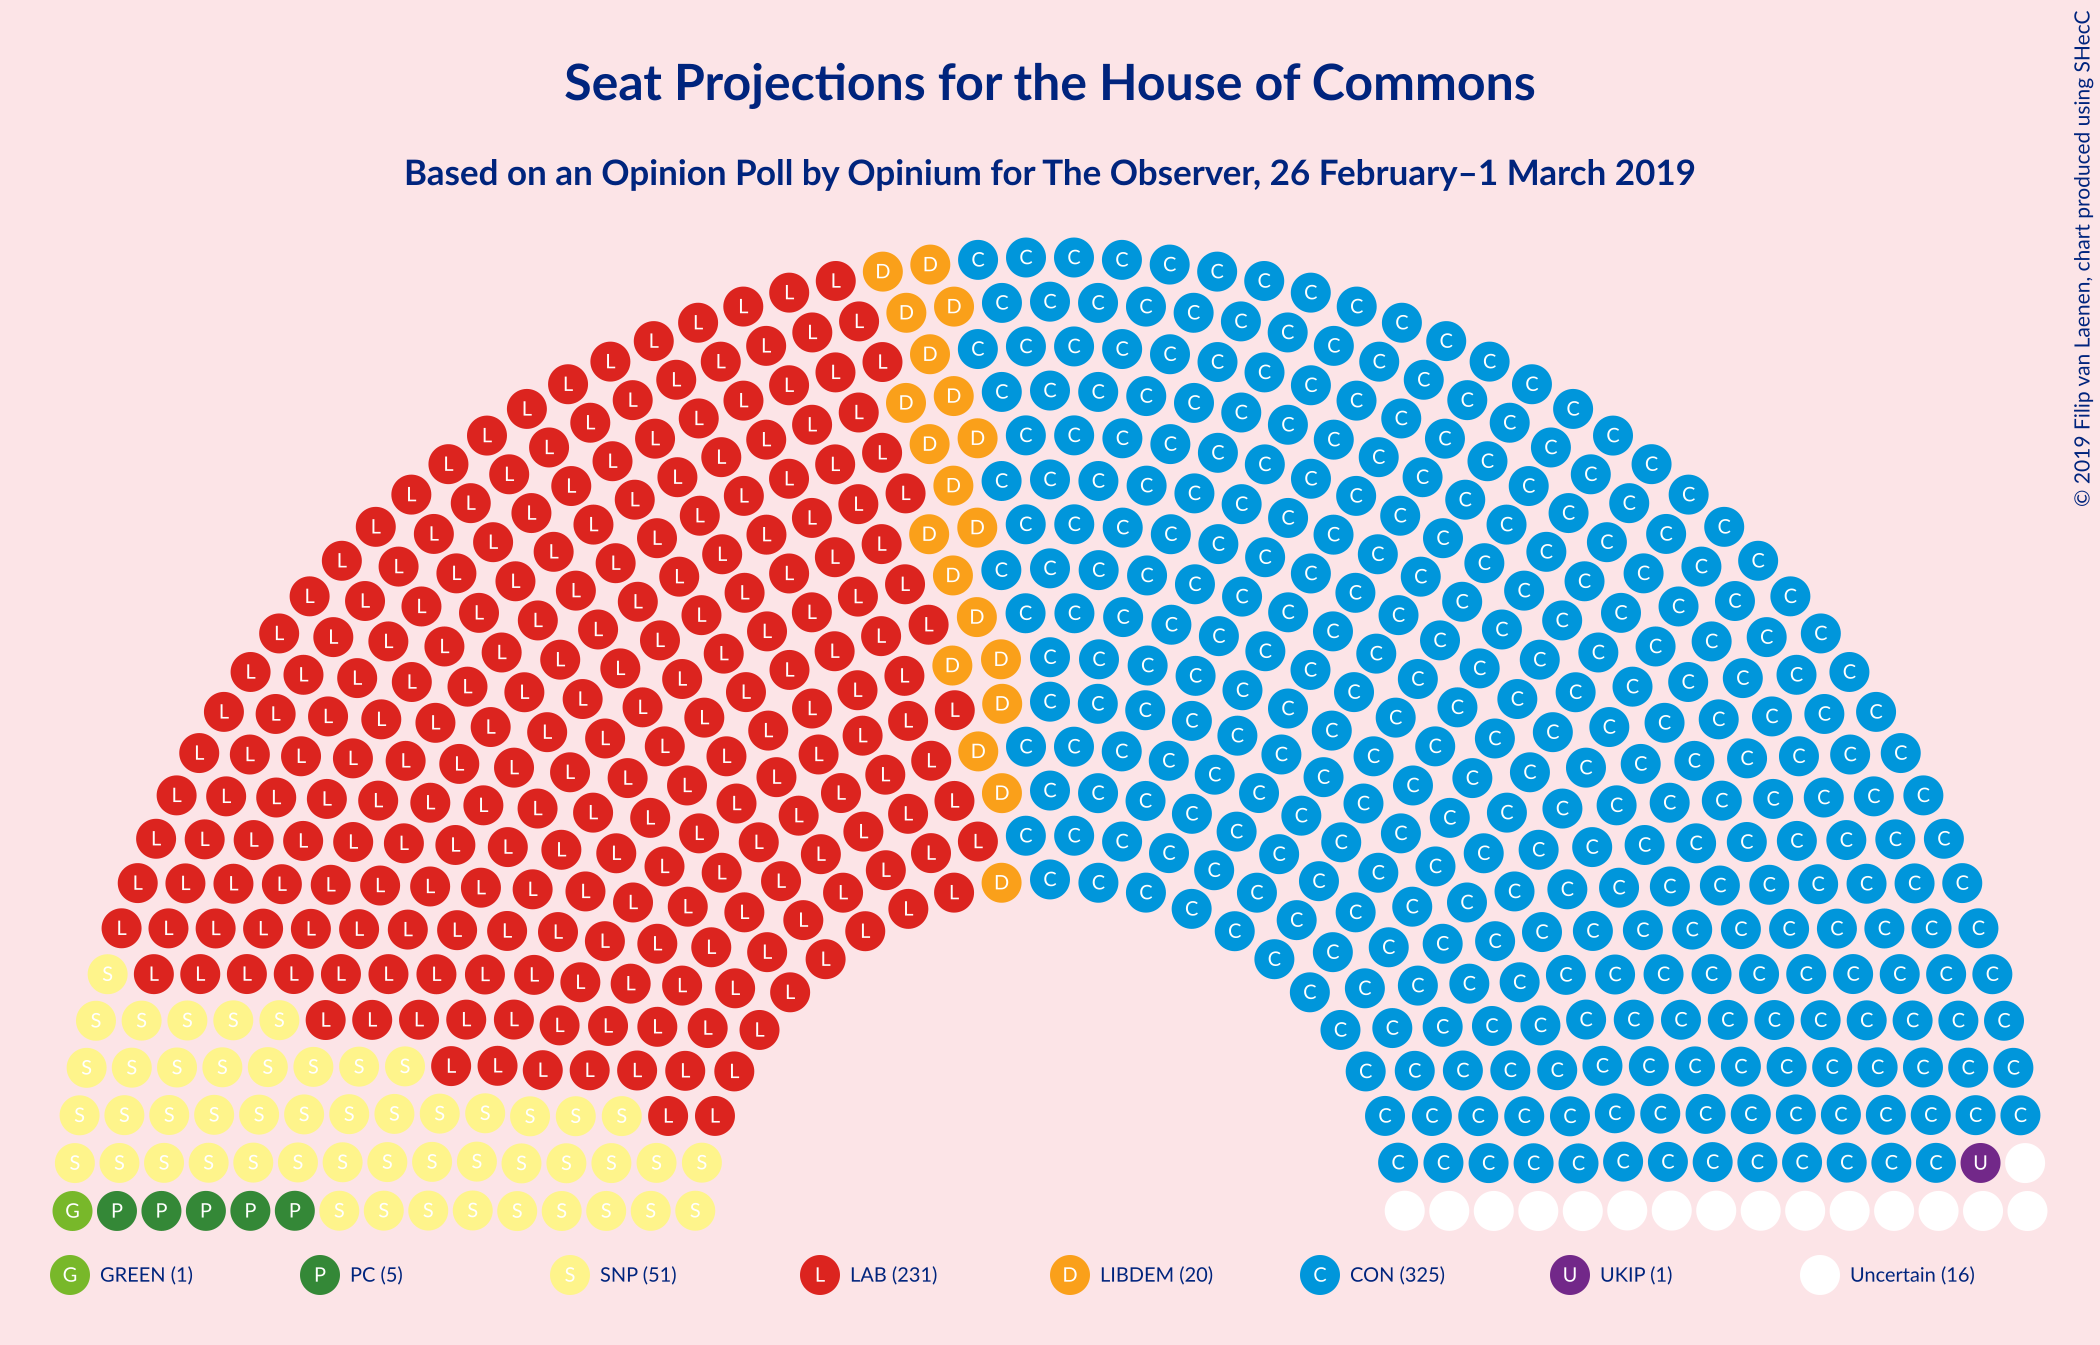 Seat Projections for the House of Commons
Based on an Opinion Poll by Opinium for The Observer, 26 February–1 March 2019
© 2019 Filip van Laenen, chart produced using SHecC
G GREEN (1)
P PC (5)
S SNP (51)
L LAB (231)
D LIBDEM (20)
C CON (325)
U UKIP (1)
Uncertain (16)